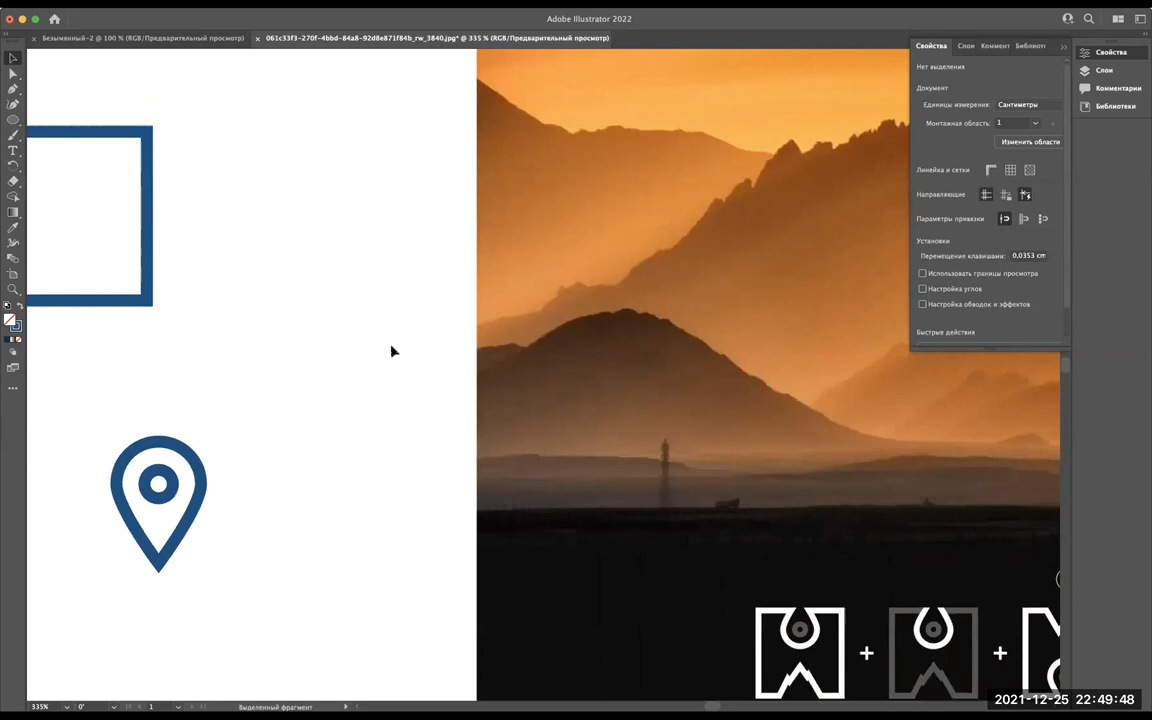 Adobe Illustrator 2022
Безымянный-2 @ 100 % (RGB/Предварительный просмотр)
061c33f3-270f-4bbd-84a8-92d8e871f84b_rw_3840.jpg* @ 335 % (RGB/Предварительный просмотр)
Свойства
Слои
Коммент
Библиот
Нет выделения
Документ
Единицы измерения: Сантиметры
Монтажная область: 1
Изменить области
Линейка и сетки
Направляющие
Параметры привязки
Установки
Перемещение клавишами: 0,0353 cm
Использовать границы просмотра
Настройка углов
Настройка обводок и эффектов
Быстрые действия
Свойства
Слои
Комментарии
Библиотеки
+ +
2021-12-25 22:49:48
335% 0° 1 Выделенный фрагмент